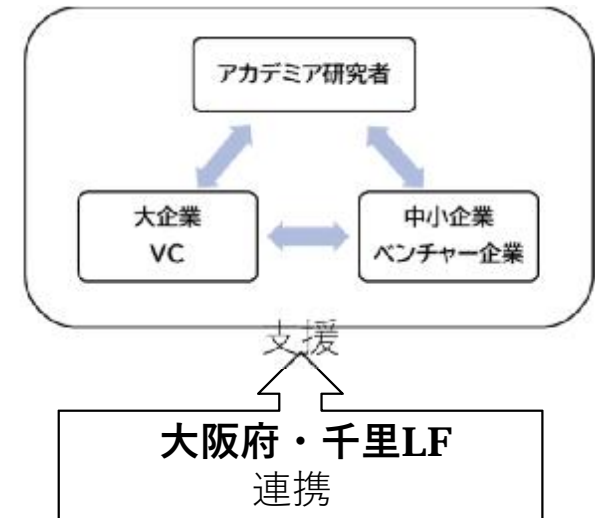 アカデミア研究者
大企業
VC
中小企業
ベンチャー企業
支援
大阪府・千里LF
連携